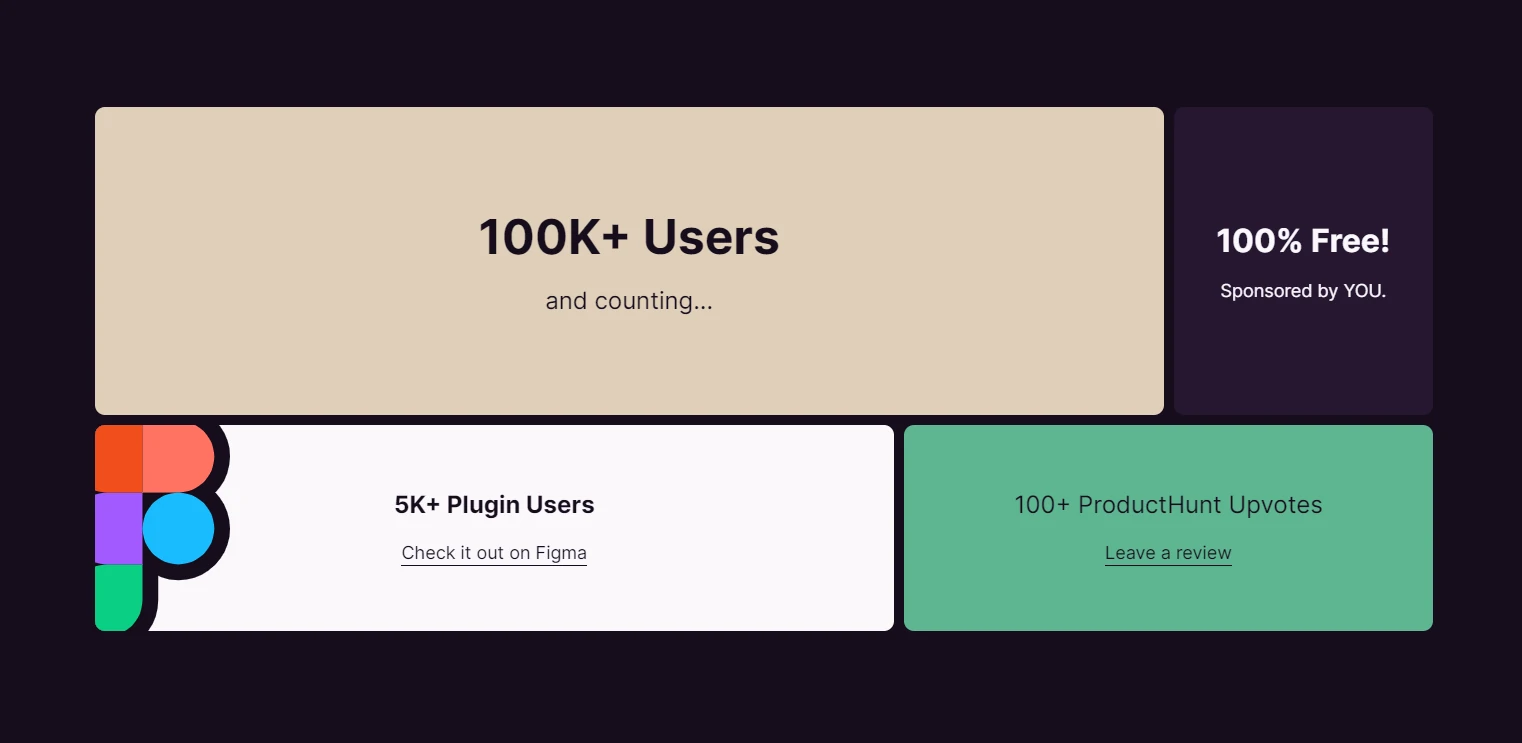 100K+ Users
and counting...
100% Free!
Sponsored by YOU.
5K+ Plugin Users
Check it out on Figma
100+ ProductHunt Upvotes
Leave a review